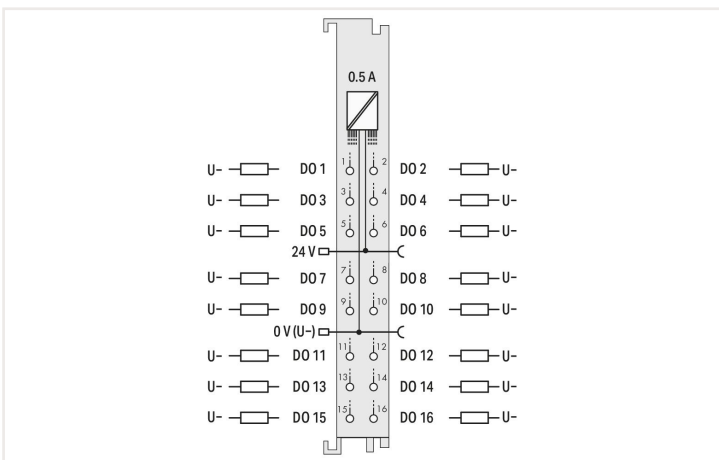 0.5 A
U- DO 1 1 2 DO 2 U-
U- DO 3 3 4 DO 4 U-
U- DO 5 5 6 DO 6 U-
24 V
U- DO 7 7 8 DO 8 U-
U- DO 9 9 10 DO 10 U-
0 V (U-)
U- DO 11 11 12 DO 12 U-
U- DO 13 13 14 DO 14 U-
U- DO 15 15 16 DO 16 U-